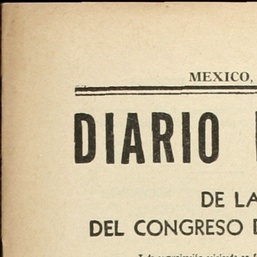 MEXICO,
DIARIO
DE LA
DEL CONGRESO D